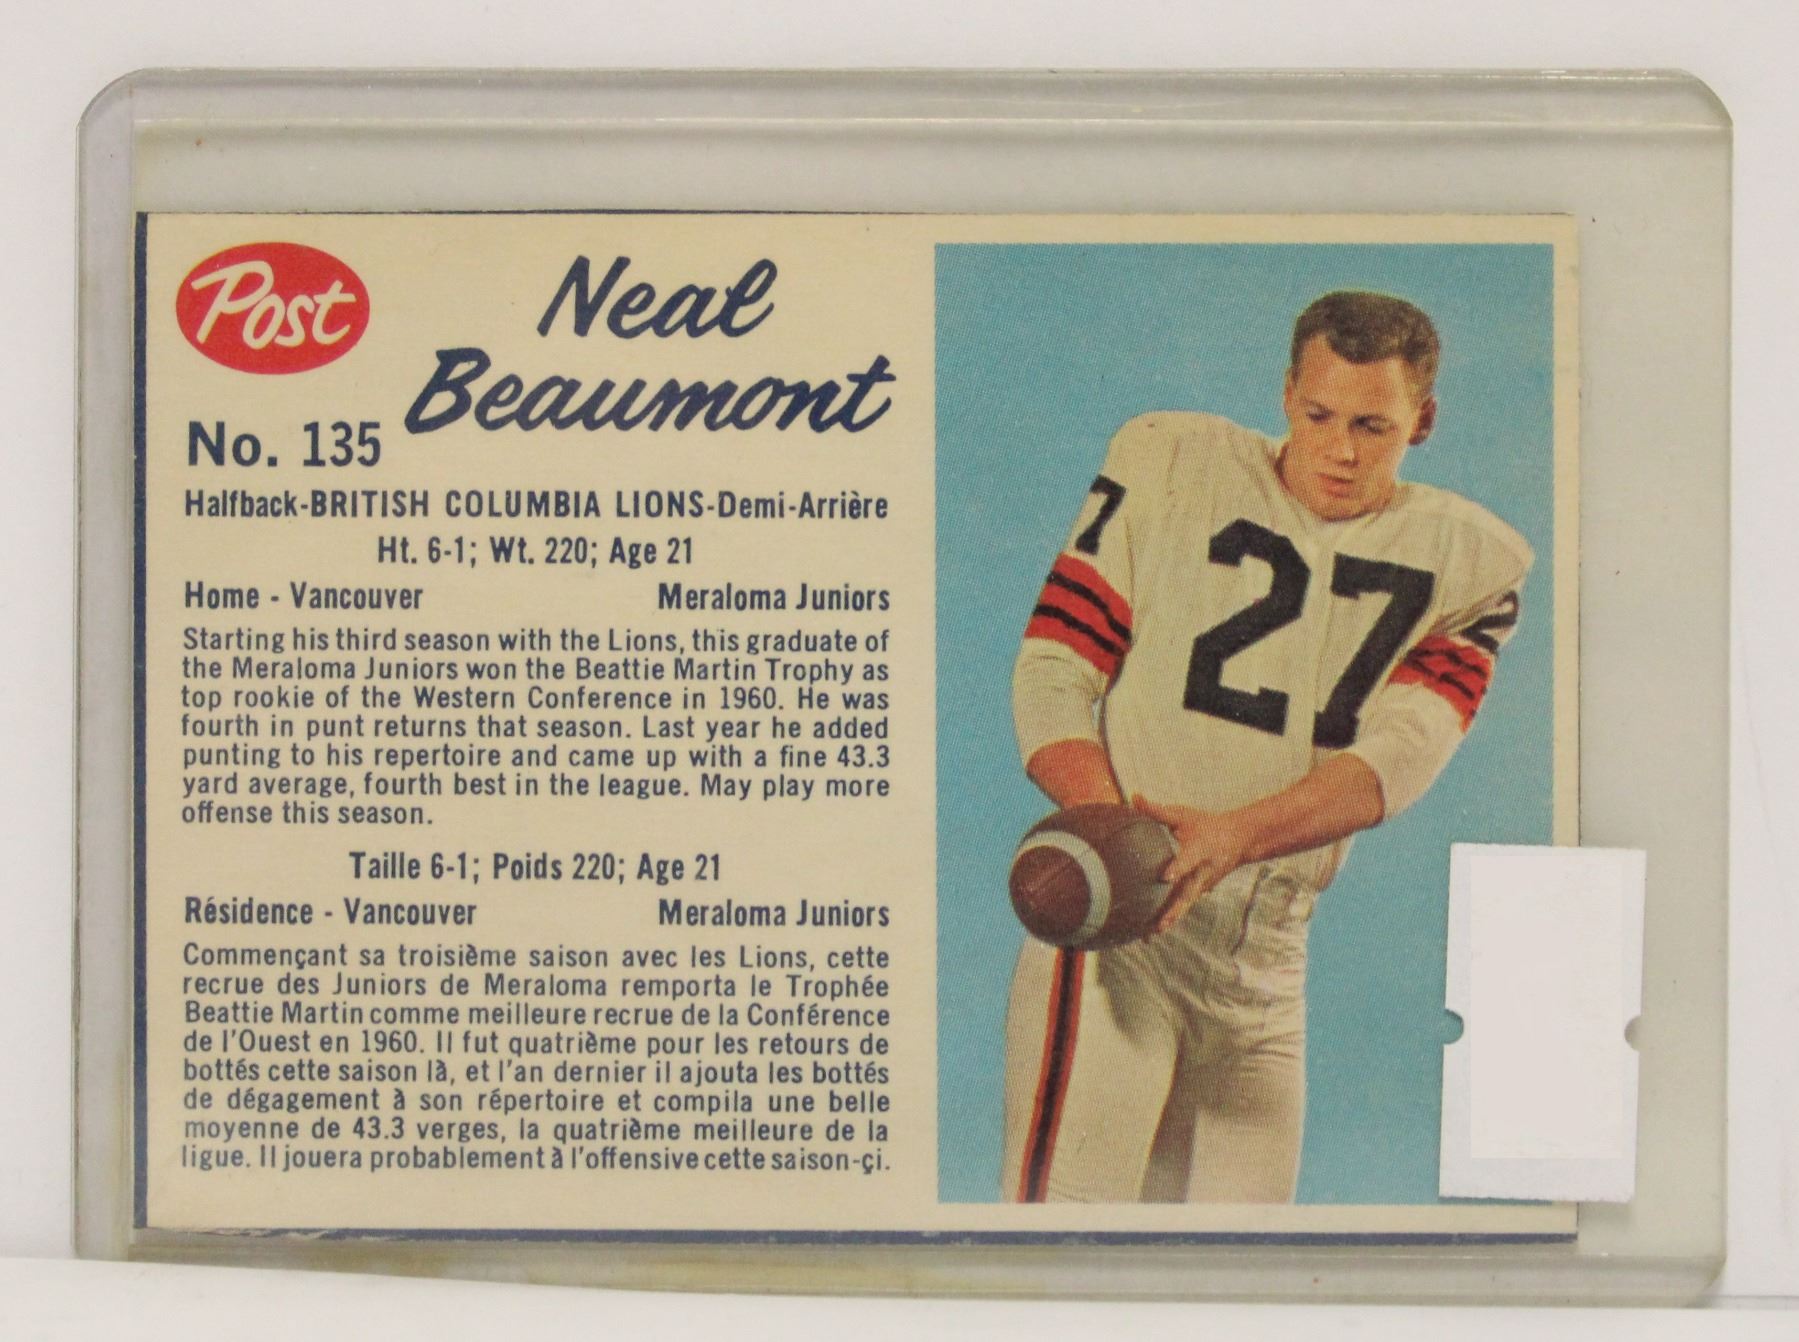 Post
Neal
Beaumont
No. 135
Halfback-BRITISH COLUMBIA LIONS-Demi-Arrière
Ht. 6-1; Wt. 220; Age 21
Home - Vancouver Meraloma Juniors
Starting his third season with the Lions, this graduate of
the Meraloma Juniors won the Beattie Martin Trophy as
top rookie of the Western Conference in 1960. He was
fourth in punt returns that season. Last year he added
punting to his repertoire and came up with a fine 43.3
yard average, fourth best in the league. May play more
offense this season.
Taille 6-1; Poids 220; Age 21
Résidence - Vancouver Meraloma Juniors
Commençant sa troisième saison avec les Lions, cette
recrue des Juniors de Meraloma remporta le Trophée
Beattie Martin comme meilleure recrue de la Conférence
de l'Ouest en 1960. Il fut quatrième pour les retours de
bottés cette saison là, et l'an dernier il ajouta les bottés
de dégagement à son répertoire et compila une belle
moyenne de 43.3 verges, la quatrième meilleure de la
ligue. Il jouera probablement à l'offensive cette saison-çi.
7
27
2